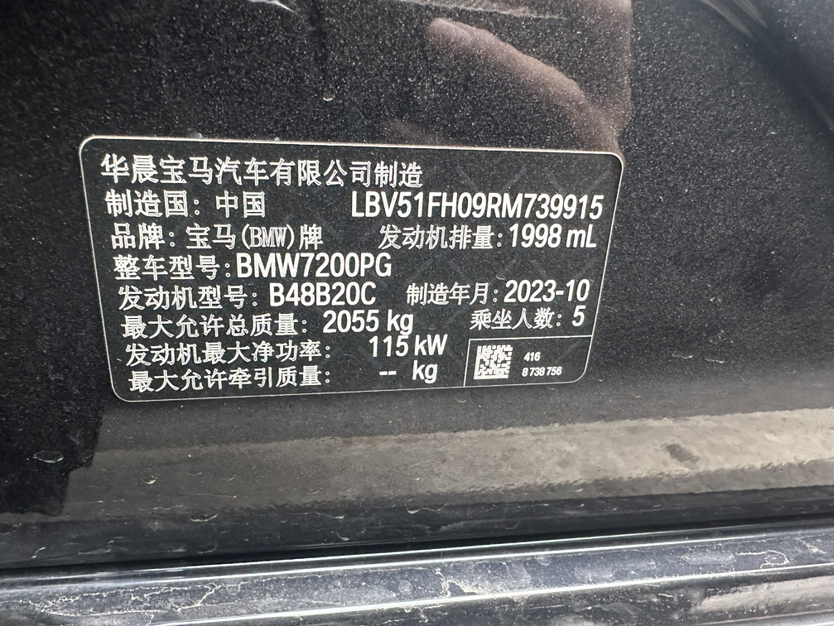 华晨宝马汽车有限公司制造
制造国：中国 LBV51FH09RM739915
品牌：宝马(BMW)牌 发动机排量：1998 mL
整车型号：BMW7200PG
发动机型号：B48B20C 制造年月：2023-10
最大允许总质量：2055 kg 乘坐人数：5
发动机最大净功率：115 kW
最大允许牵引质量：-- kg
416
8 738 756